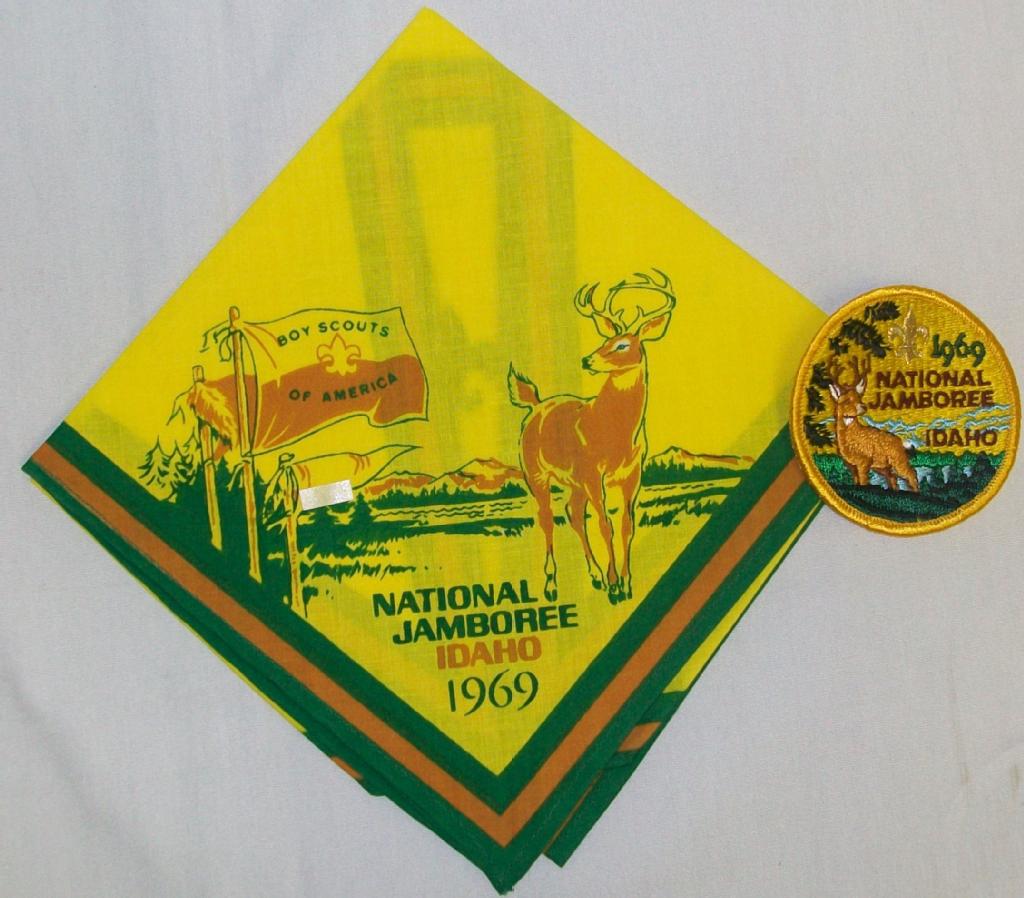 BOY SCOUTS
OF AMERICA
NATIONAL
JAMBOREE
IDAHO
1969
1969
NATIONAL
JAMBOREE
IDAHO